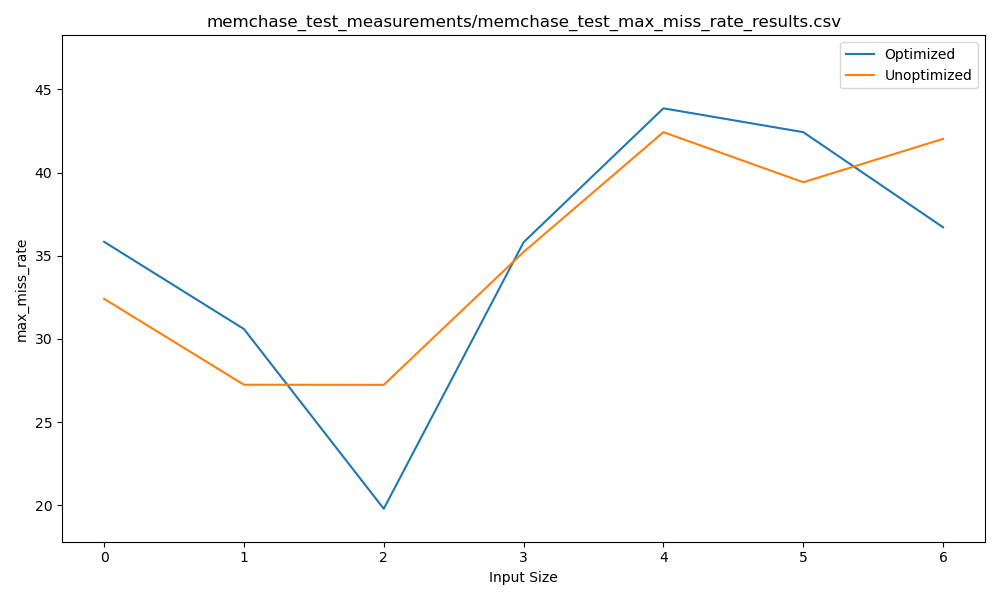 memchase_test_measurements/memchase_test_max_miss_rate_results.csv
Optimized
Unoptimized
max_miss_rate
45
40
35
30
25
20
0 1 2 3 4 5 6
Input Size